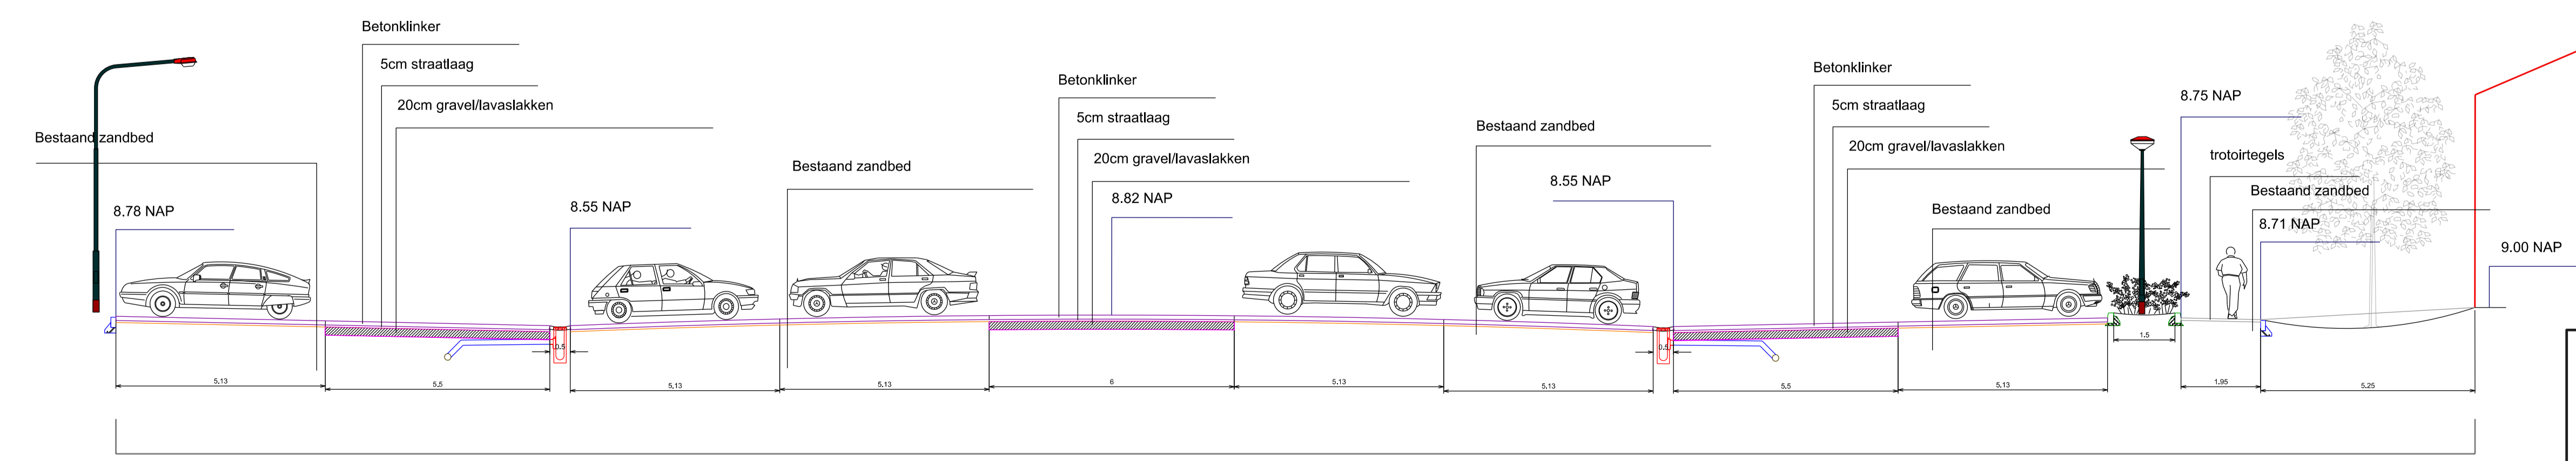 Betonklinker
5cm straatlaag
20cm gravel/lavaslakken
Bestaand zandbed
8.78 NAP
8.55 NAP
Bestaand zandbed
Betonklinker
5cm straatlaag
20cm gravel/lavaslakken
8.82 NAP
Bestaand zandbed
8.55 NAP
Betonklinker
5cm straatlaag
20cm gravel/lavaslakken
Bestaand zandbed
8.75 NAP
trotoirtegels
Bestaand zandbed
8.71 NAP
9.00 NAP
5.13
5.5
0.5
5.13
5.13
6
5.13
5.13
0.5
5.5
5.13
1.5
1.95
5.25